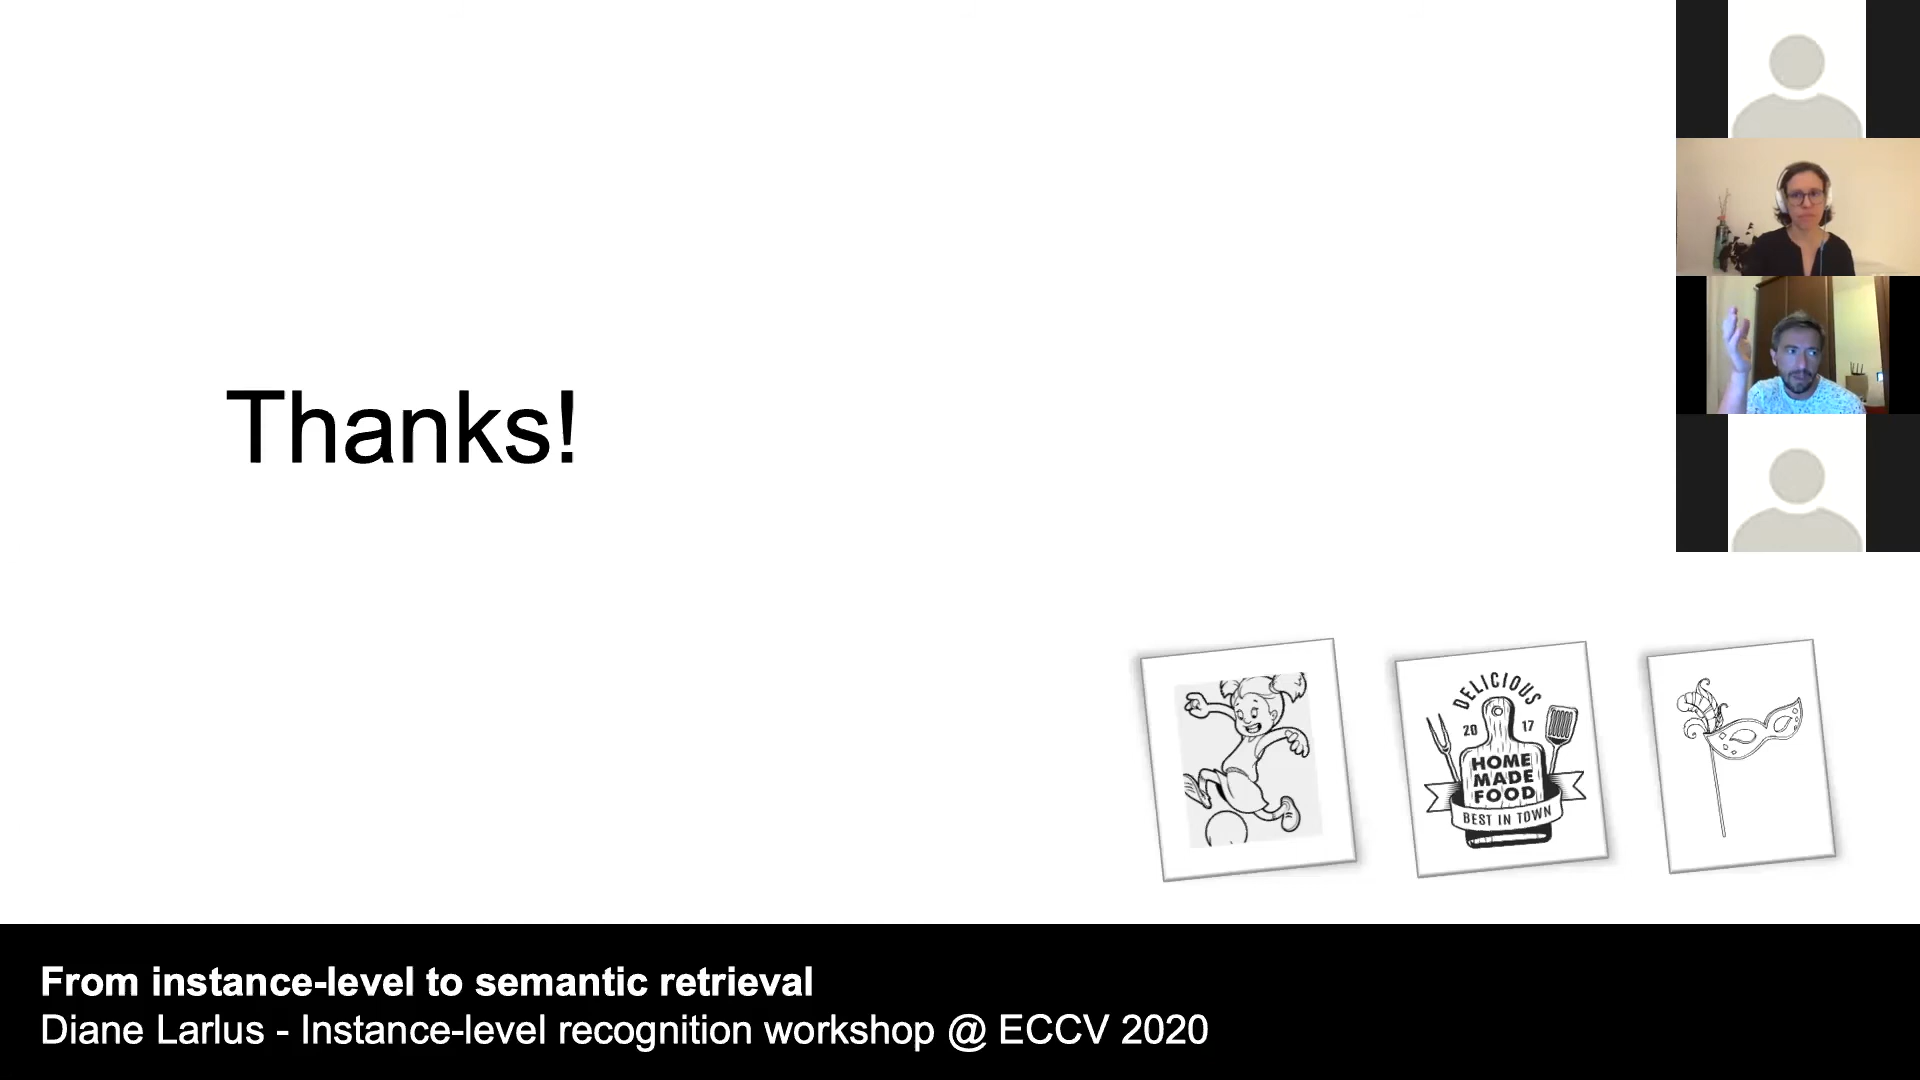 Thanks!
DELICIOUS
20 17
HOME
MADE
FOOD
BEST IN TOWN
From instance-level to semantic retrieval
Diane Larlus - Instance-level recognition workshop @ ECCV 2020